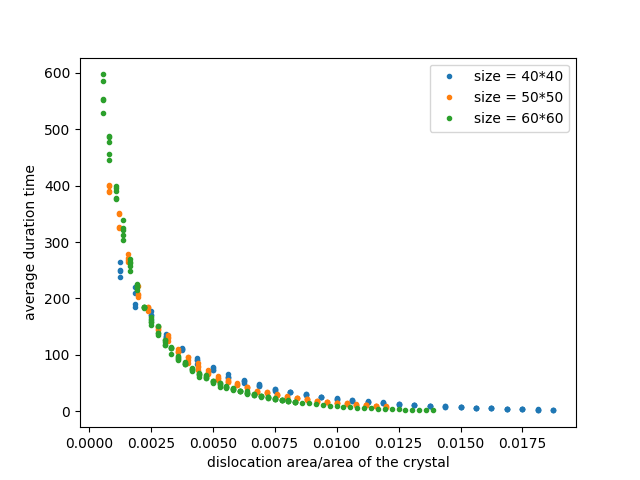 size = 40*40
size = 50*50
size = 60*60
600
500
400
300
200
100
0
average duration time
0.0000 0.0025 0.0050 0.0075 0.0100 0.0125 0.0150 0.0175
dislocation area/area of the crystal